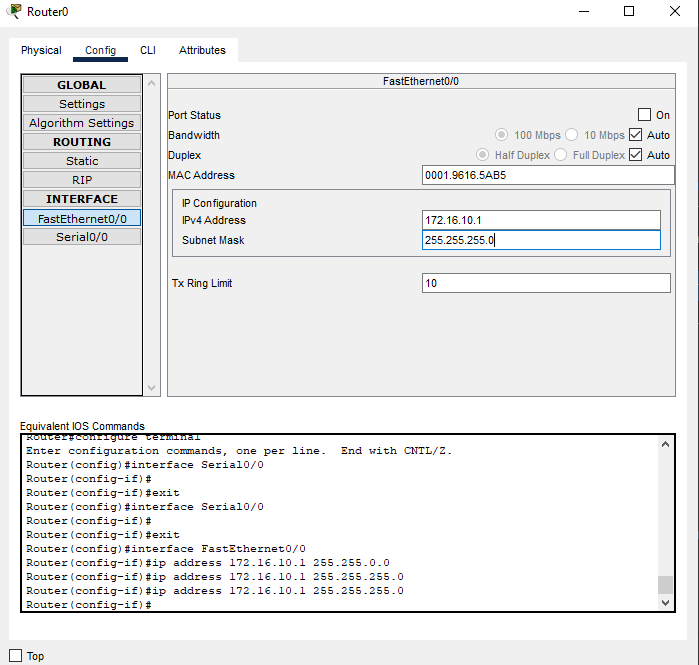 Router0
Physical Config CLI Attributes
GLOBAL
Settings
Algorithm Settings
ROUTING
Static
RIP
INTERFACE
FastEthernet0/0
Serial0/0
FastEthernet0/0
Port Status On
Bandwidth 100 Mbps 10 Mbps Auto
Duplex Half Duplex Full Duplex Auto
MAC Address 0001.9616.5AB5
IP Configuration
IPv4 Address 172.16.10.1
Subnet Mask 255.255.255.0
Tx Ring Limit 10
Equivalent IOS Commands
Router#configure terminal
Enter configuration commands, one per line. End with CNTL/Z.
Router(config)#interface Serial0/0
Router(config-if)#
Router(config-if)#exit
Router(config)#interface Serial0/0
Router(config-if)#
Router(config-if)#exit
Router(config)#interface FastEthernet0/0
Router(config-if)#ip address 172.16.10.1 255.255.0.0
Router(config-if)#ip address 172.16.10.1 255.255.255.0
Router(config-if)#ip address 172.16.10.1 255.255.255.0
Router(config-if)#
Top